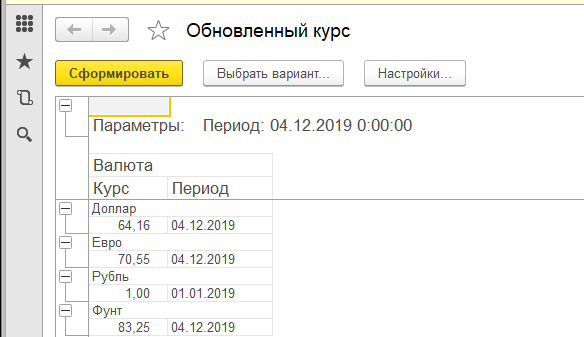 Обновленный курс
Сформировать Выбрать вариант... Настройки...
Параметры: Период: 04.12.2019 0:00:00
Валюта
Курс Период
Доллар
64,16 04.12.2019
Евро
70,55 04.12.2019
Рубль
1,00 01.01.2019
Фунт
83,25 04.12.2019